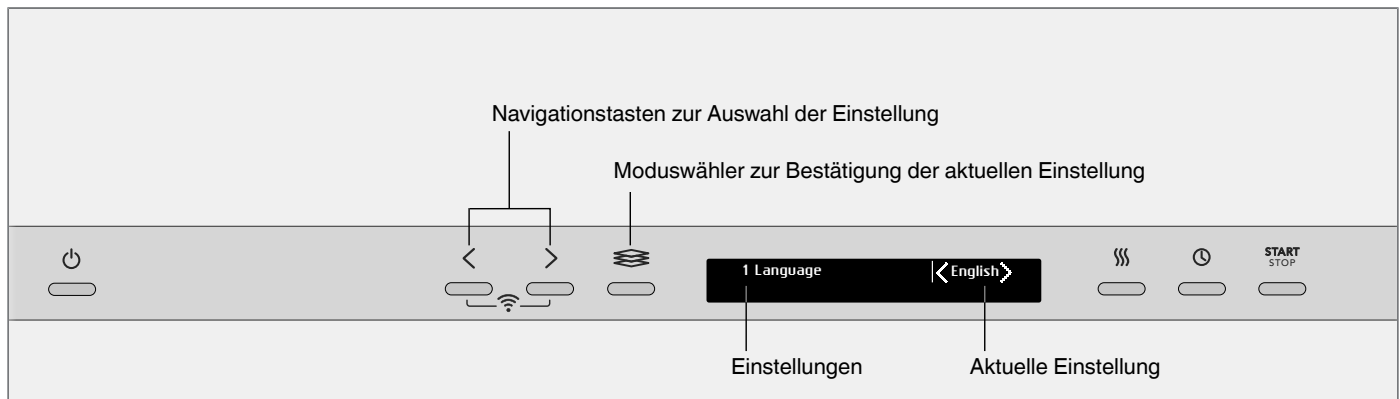 Navigationstasten zur Auswahl der Einstellung
Moduswähler zur Bestätigung der aktuellen Einstellung
1 Language
English
START
STOP
Einstellungen
Aktuelle Einstellung